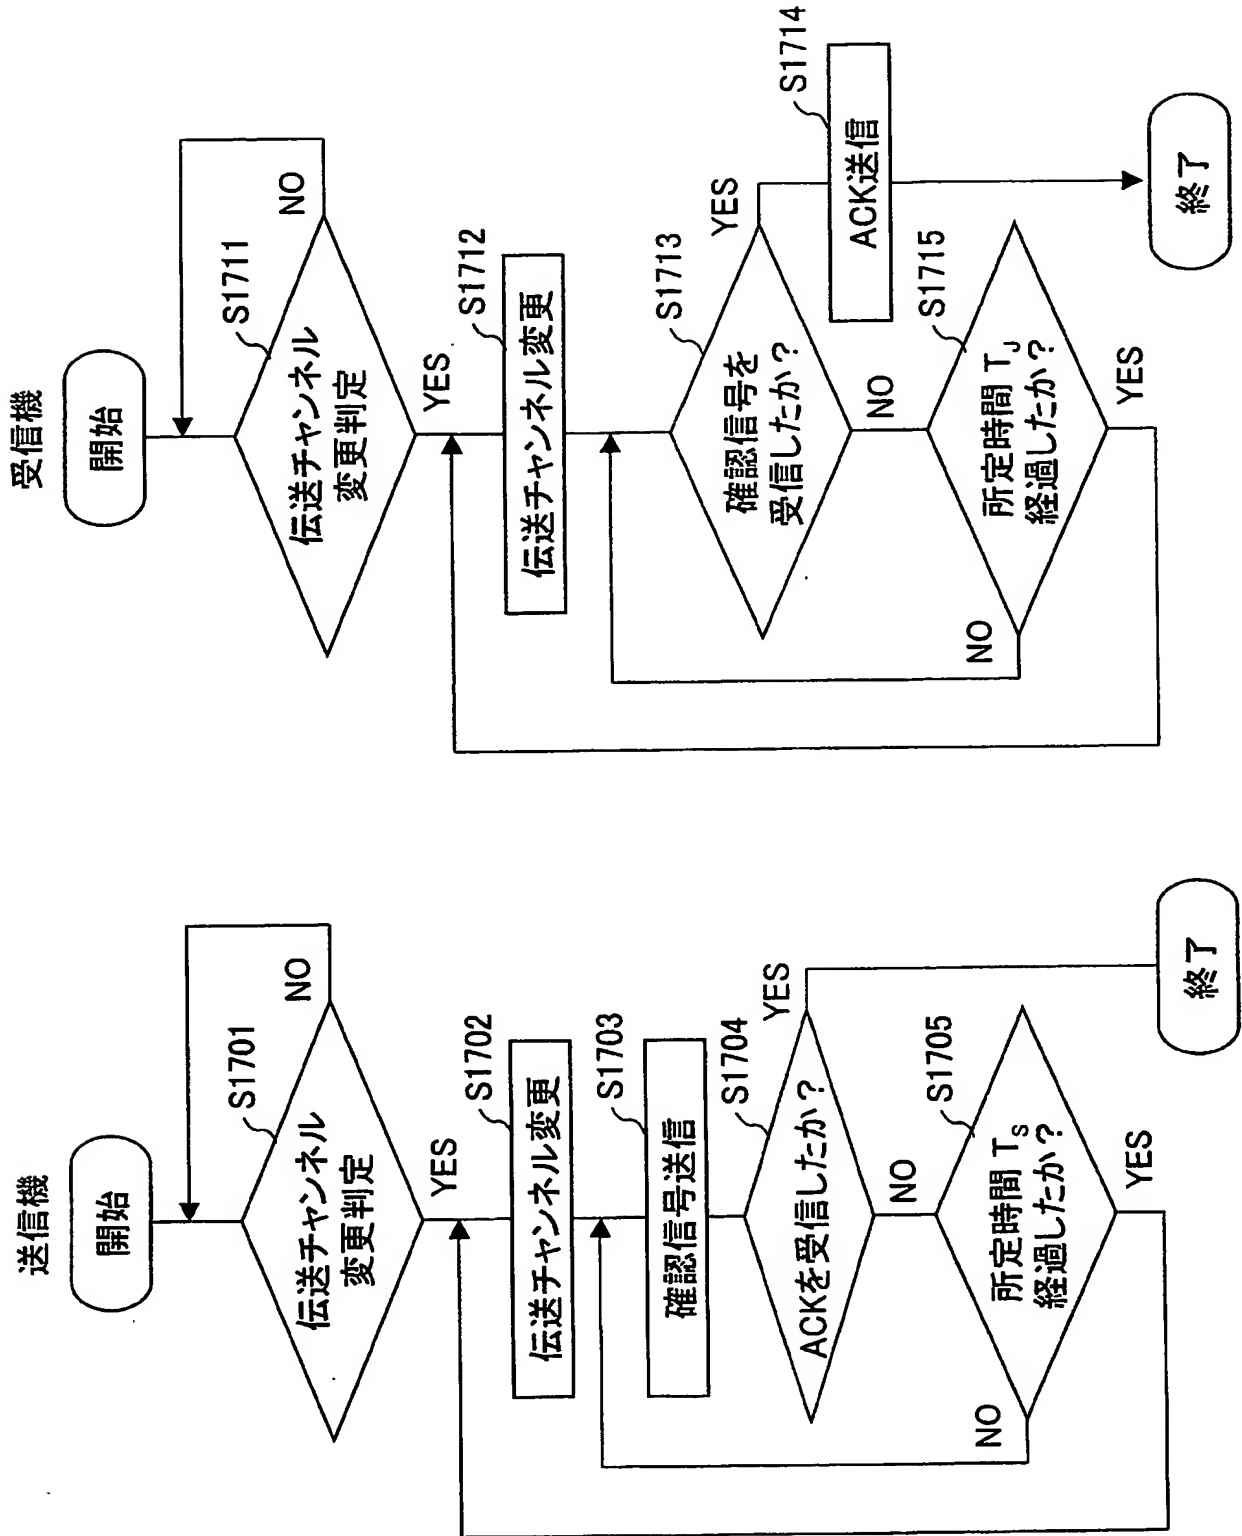 送信機
開始
S1701
伝送チャンネル
変更判定
NO
YES
S1702
伝送チャンネル変更
S1703
確認信号送信
S1704
ACKを受信したか？
YES
NO
S1705
所定時間 TS
経過したか？
NO
YES
終了
受信機
開始
S1711
伝送チャンネル
変更判定
NO
YES
S1712
伝送チャンネル変更
S1713
確認信号を
受信したか？
YES
NO
S1714
ACK送信
S1715
所定時間 TJ
経過したか？
NO
YES
終了